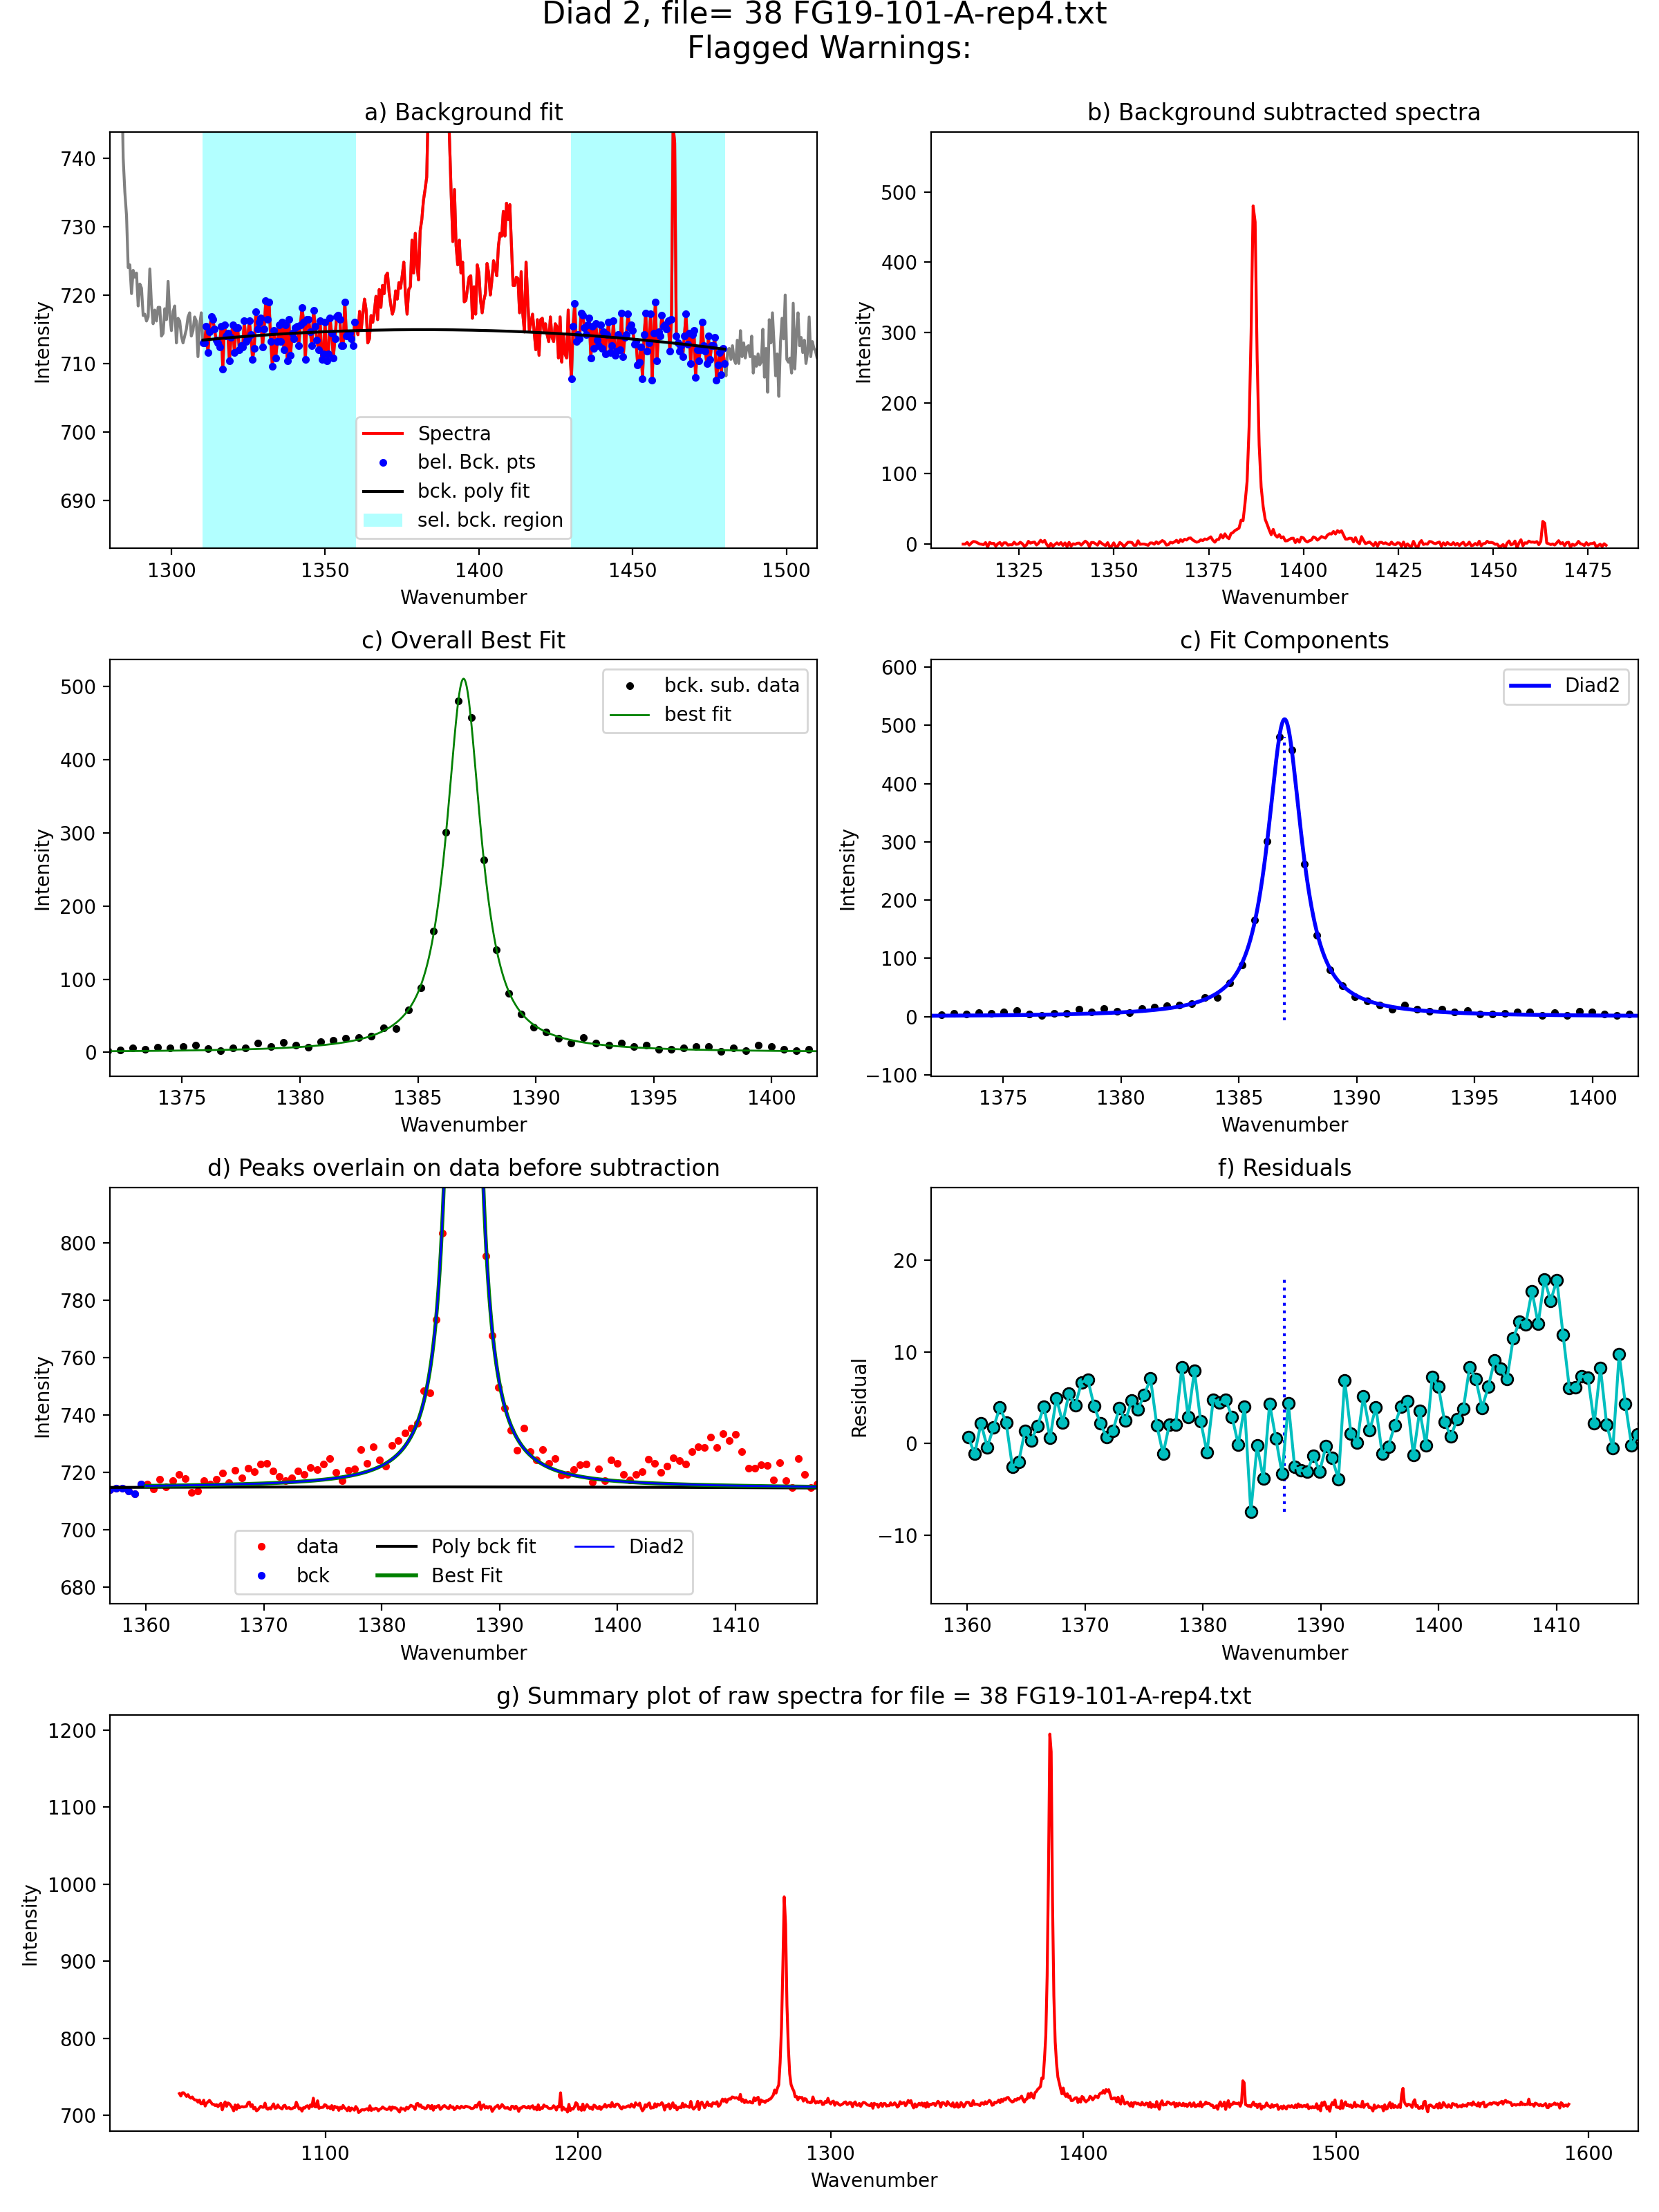 Diad 2, file= 38 FG19-101-A-rep4.txt
Flagged Warnings:
a) Background fit
740
730
720
710
700
690
Intensity
1300 1350 1400 1450 1500
Wavenumber
Spectra
bel. Bck. pts
bck. poly fit
sel. bck. region
b) Background subtracted spectra
500
400
300
200
100
0
Intensity
1325 1350 1375 1400 1425 1450 1475
Wavenumber
c) Overall Best Fit
500
400
300
200
100
0
Intensity
1375 1380 1385 1390 1395 1400
Wavenumber
bck. sub. data
best fit
c) Fit Components
600
500
400
300
200
100
0
−100
Intensity
1375 1380 1385 1390 1395 1400
Wavenumber
Diad2
d) Peaks overlain on data before subtraction
800
780
760
740
720
700
680
Intensity
1360 1370 1380 1390 1400 1410
Wavenumber
data
bck
Poly bck fit
Best Fit
Diad2
f) Residuals
20
10
0
−10
Residual
1360 1370 1380 1390 1400 1410
Wavenumber
g) Summary plot of raw spectra for file = 38 FG19-101-A-rep4.txt
1200
1100
1000
900
800
700
Intensity
1100 1200 1300 1400 1500 1600
Wavenumber